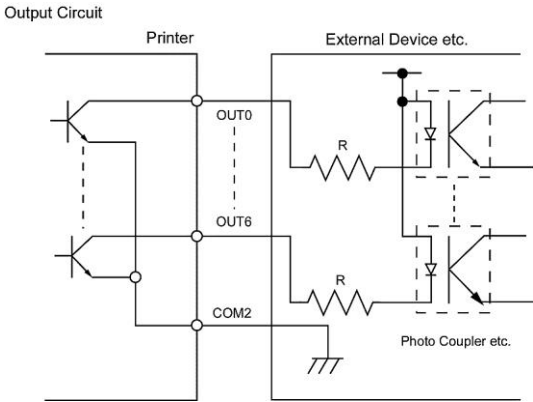 Output Circuit
Printer
External Device etc.
OUT0
R
OUT6
R
COM2
Photo Coupler etc.